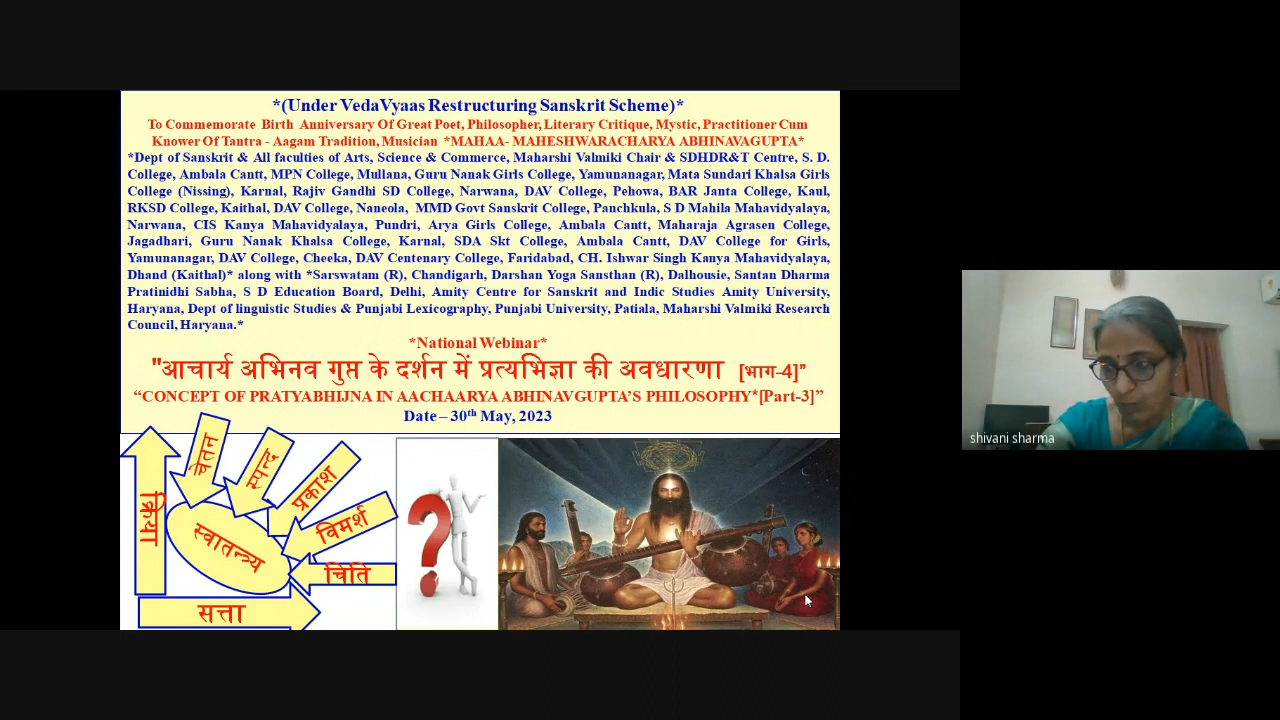 *(Under VedaVyaas Restructuring Sanskrit Scheme)*
To Commemorate Birth Anniversary Of Great Poet, Philosopher, Literary Critique, Mystic, Practitioner Cum
Knower Of Tantra - Aagam Tradition, Musician *MAHAA- MAHESHWARACHARYA ABHINAVAGUPTA*
*Dept of Sanskrit & All faculties of Arts, Science & Commerce, Maharshi Valmiki Chair & SDHDR&T Centre, S. D.
College, Ambala Cantt, MPN College, Mullana, Guru Nanak Girls College, Yamunanagar, Mata Sundari Khalsa Girls
College (Nissing), Karnal, Rajiv Gandhi SD College, Narwana, DAV College, Pehowa, BAR Janta College, Kaul,
RKSD College, Kaithal, DAV College, Naneola, MMD Govt Sanskrit College, Panchkula, S D Mahila Mahavidyalaya,
Narwana, CIS Kanya Mahavidyalaya, Pundri, Arya Girls College, Ambala Cantt, Maharaja Agrasen College,
Jagadhari, Guru Nanak Khalsa College, Karnal, SDA Skt College, Ambala Cantt, DAV College for Girls,
Yamunanagar, DAV College, Cheeka, DAV Centenary College, Faridabad, CH. Ishwar Singh Kanya Mahavidyalaya,
Dhand (Kaithal)* along with *Sarswatam (R), Chandigarh, Darshan Yoga Sansthan (R), Dalhousie, Santan Dharma
Pratinidhi Sabha, S D Education Board, Delhi, Amity Centre for Sanskrit and Indic Studies Amity University,
Haryana, Dept of linguistic Studies & Punjabi Lexicography, Punjabi University, Patiala, Maharshi Valmiki Research
Council, Haryana.*
*National Webinar*
"आचार्य अभिनव गुप्त के दर्शन में प्रत्यभिज्ञा की अवधारणा [भाग-4]”
“CONCEPT OF PRATYABHIJNA IN AACHAARYA ABHINAVGUPTA’S PHILOSOPHY*[Part-3]”
Date – 30th May, 2023
क्रिया
चेतन
स्पन्द
प्रकाश
विमर्श
चिति
स्वातन्त्र्य
सत्ता
?
shivani sharma